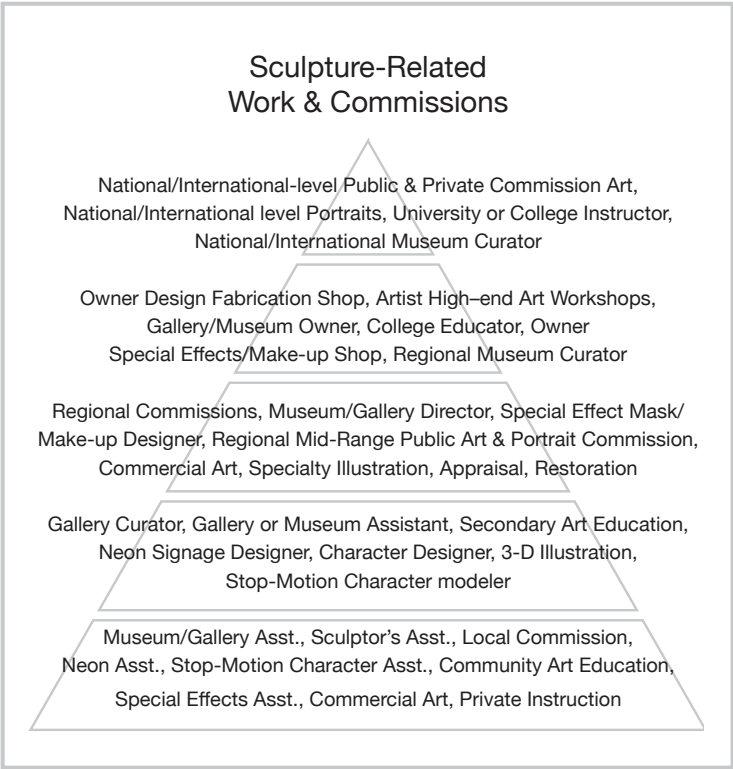 Sculpture-Related
Work & Commissions
National/International-level Public & Private Commission Art,
National/International level Portraits, University or College Instructor,
National/International Museum Curator
Owner Design Fabrication Shop, Artist High–end Art Workshops,
Gallery/Museum Owner, College Educator, Owner
Special Effects/Make-up Shop, Regional Museum Curator
Regional Commissions, Museum/Gallery Director, Special Effect Mask/
Make-up Designer, Regional Mid-Range Public Art & Portrait Commission,
Commercial Art, Specialty Illustration, Appraisal, Restoration
Gallery Curator, Gallery or Museum Assistant, Secondary Art Education,
Neon Signage Designer, Character Designer, 3-D Illustration,
Stop-Motion Character modeler
Museum/Gallery Asst., Sculptor’s Asst., Local Commission,
Neon Asst., Stop-Motion Character Asst., Community Art Education,
Special Effects Asst., Commercial Art, Private Instruction